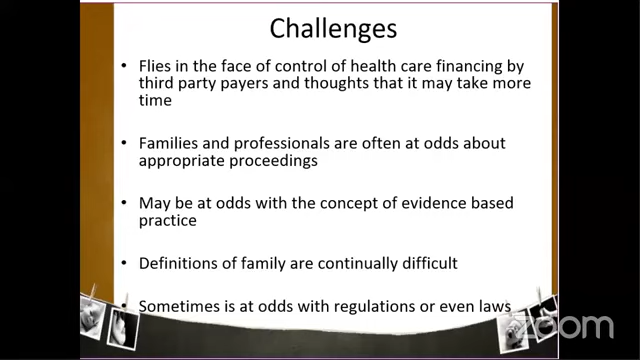 Challenges
• Flies in the face of control of health care financing by
third party payers and thoughts that it may take more
time
• Families and professionals are often at odds about
appropriate proceedings
• May be at odds with the concept of evidence based
practice
• Definitions of family are continually difficult
• Sometimes is at odds with regulations or even laws
zoom